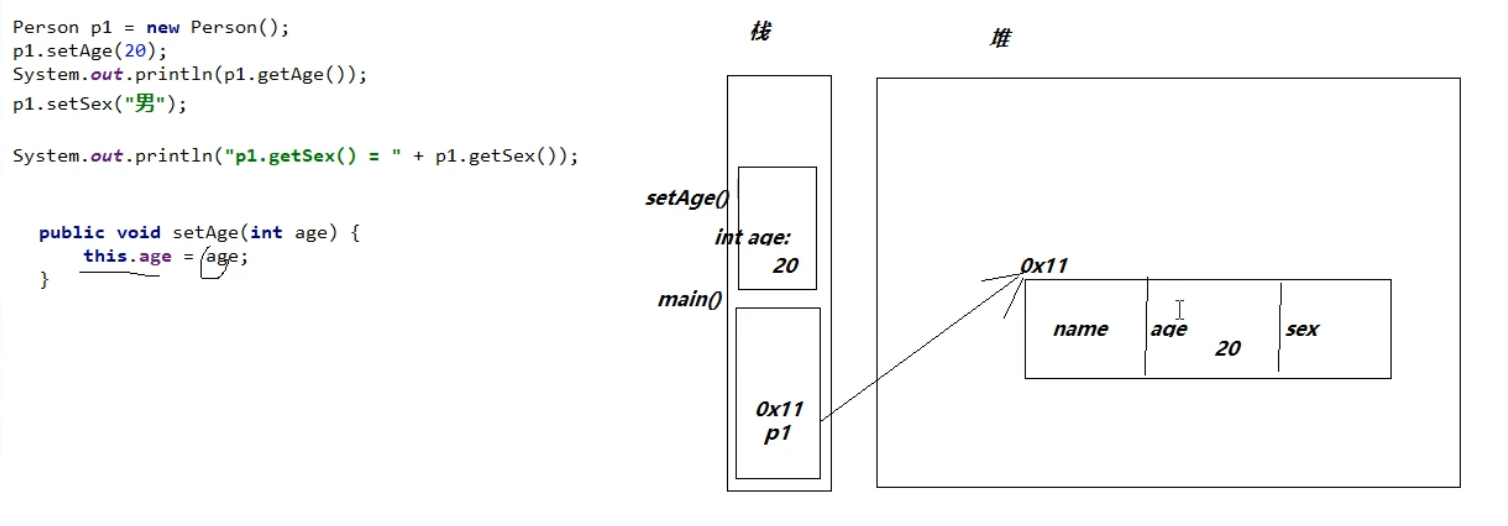 Person p1 = new Person();
p1.setAge(20);
System.out.println(p1.getAge());
p1.setSex("男");
System.out.println("p1.getSex() = " + p1.getSex());
public void setAge(int age) {
this.age = age;
}
栈
堆
setAge()
int age:
20
main()
0x11
p1
0x11
name
age
20
sex